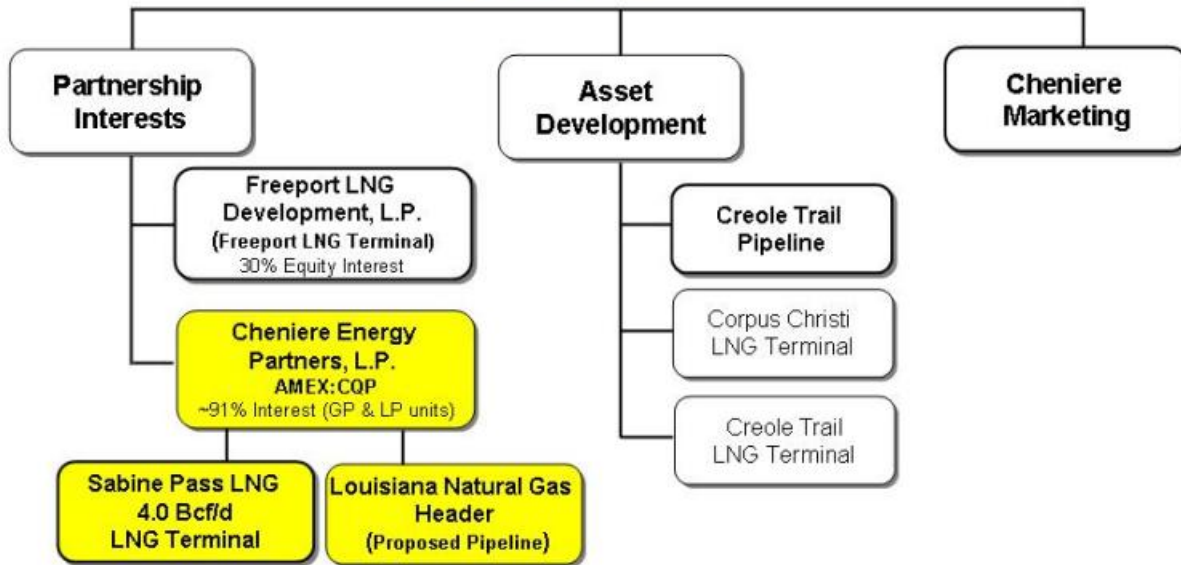 Partnership
Interests
Asset
Development
Cheniere
Marketing
Freeport LNG
Development, L.P.
(Freeport LNG Terminal)
30% Equity Interest
Cheniere Energy
Partners, L.P.
AMEX:CQP
~91% Interest (GP & LP units)
Sabine Pass LNG
4.0 Bcf/d
LNG Terminal
Louisiana Natural Gas
Header
(Proposed Pipeline)
Creole Trail
Pipeline
Corpus Christi
LNG Terminal
Creole Trail
LNG Terminal